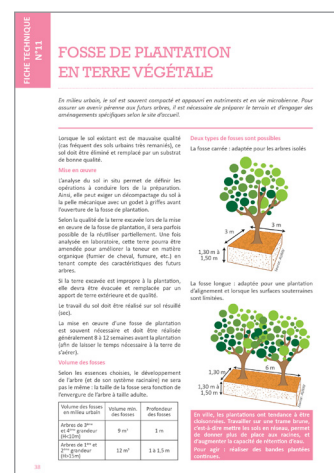 FICHE TECHNIQUE
N°11
FOSSE DE PLANTATION
EN TERRE VÉGÉTALE
En milieu urbain, le sol est souvent compacté et appauvri en nutriments et en vie microbienne. Pour
assurer un avenir pérenne aux futurs arbres, il est nécessaire de préparer le terrain et d'engager des
aménagements spécifiques selon le site d'accueil.
Lorsque le sol existant est de mauvaise qualité
(cas fréquent des sols urbains très remaniés), ce
sol doit être éliminé et remplacé par un substrat
de bonne qualité.
Mise en œuvre
L'analyse du sol in situ permet de définir les
opérations à conduire lors de la préparation.
Ainsi, elle peut exiger un décompactage du sol à
la pelle mécanique avec un godet à griffes avant
l'ouverture de la fosse de plantation.
Selon la qualité de la terre excavée lors de la mise
en œuvre de la fosse de plantation, il sera parfois
possible de la réutiliser partiellement. Une fois
analysée en laboratoire, cette terre pourra être
amendée pour améliorer la teneur en matière
organique (fumier de cheval, fumure, etc.) en
tenant compte des caractéristiques des futurs
arbres.
Si la terre excavée est impropre à la plantation,
elle devra être évacuée et remplacée par un
apport de terre extérieure et de qualité.
Le travail du sol doit être réalisé sur sol ressuyé
(sec).
La mise en œuvre d'une fosse de plantation
est souvent nécessaire et doit être réalisée
généralement 8 à 12 semaines avant la plantation
(afin de laisser le temps nécessaire à la terre de
s'aérer).
Volume des fosses
Selon les essences choisies, le développement
de l'arbre (et de son système racinaire) ne sera
pas le même : la taille de la fosse sera fonction de
l'envergure de l'arbre à taille adulte.
Volume des fosses
en milieu urbain
Volume min.
des fosses
Profondeur
des fosses
Arbres de 3ème
et 4ème grandeur
(H<15m)
9 m³
1 m
Arbres de 1ère et
2ème grandeur
(H>15m)
12 m³
1 à 1,5 m
Deux types de fosses sont possibles
La fosse carrée : adaptée pour les arbres isolés
3 m
3 m
1,30 m à
1,50 m
La fosse longue : adaptée pour une plantation
d'alignement et lorsque les surfaces souterraines
sont limitées.
1,30 m
6 m
1,30 m à
1,50 m
En ville, les plantations ont tendance à être
cloisonnées. Travailler sur une trame brune,
c'est-à-dire mettre les sols en réseau, permet
de donner plus de place aux racines, et
d'augmenter la capacité de rétention d'eau.
Pour agir : réaliser des bandes plantées
continues.